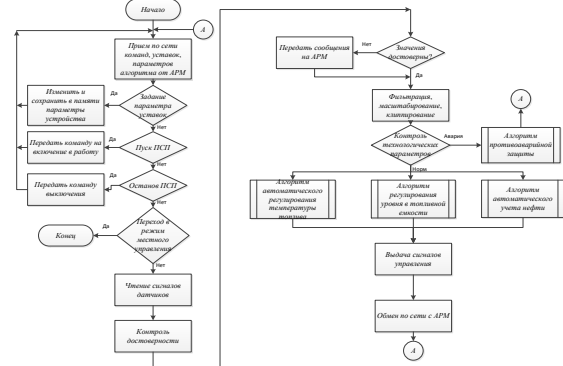 Начало
А
Прием по сети
команд, уставок,
параметров
алгоритма от АРМ
Изменить и
сохранить в памяти
параметры
устройства
Да
Задание
параметра
уставок
Нет
Передать команду на
включение в работу
Да
Пуск ПСП
Нет
Передать команду
выключения
Да
Останов ПСП
Нет
Конец
Да
Переход в
режим
местного
управления
Нет
Чтение сигналов
датчиков
Контроль
достоверности
Передать сообщения
на АРМ
Нет
Значения
достоверны?
Да
Фильтрация,
масштабирование,
клиппирование
А
Контроль
технологических
параметров
Авария
Алгоритм
противоаварийной
защиты
Норм
Алгоритм
автоматического
регулирования
температуры
топлива
Алгоритм
регулирования
уровня в топливной
емкости
Алгоритм
автоматического
учета нефти
Выдача сигналов
управления
Обмен по сети с АРМ
А